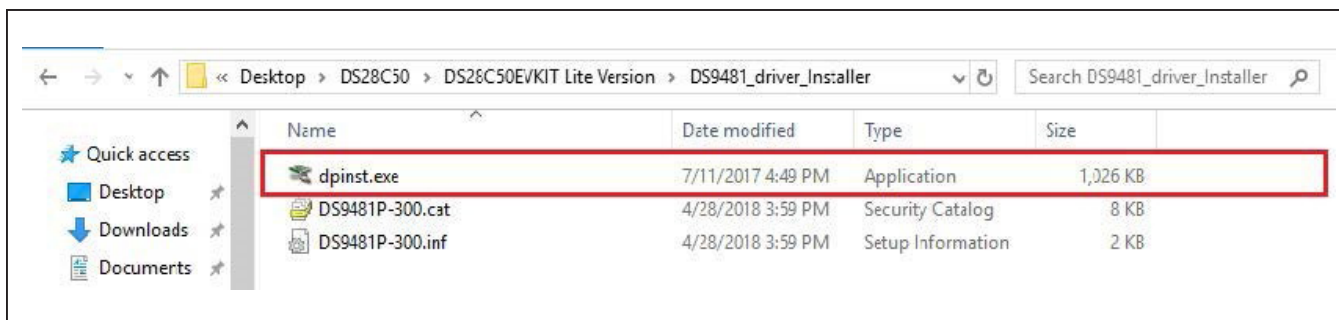 « Desktop > DS28C50 > DS28C50EVKIT Lite Version > DS9481_driver_Installer Search DS9481_driver_Installer
Name Date modified Type Size
Quick access
dpinst.exe 7/11/2017 4:49 PM Application 1,026 KB
Desktop
DS9481P-300.cat 4/28/2018 3:59 PM Security Catalog 8 KB
Downloads
DS9481P-300.inf 4/28/2018 3:59 PM Setup Information 2 KB
Documents